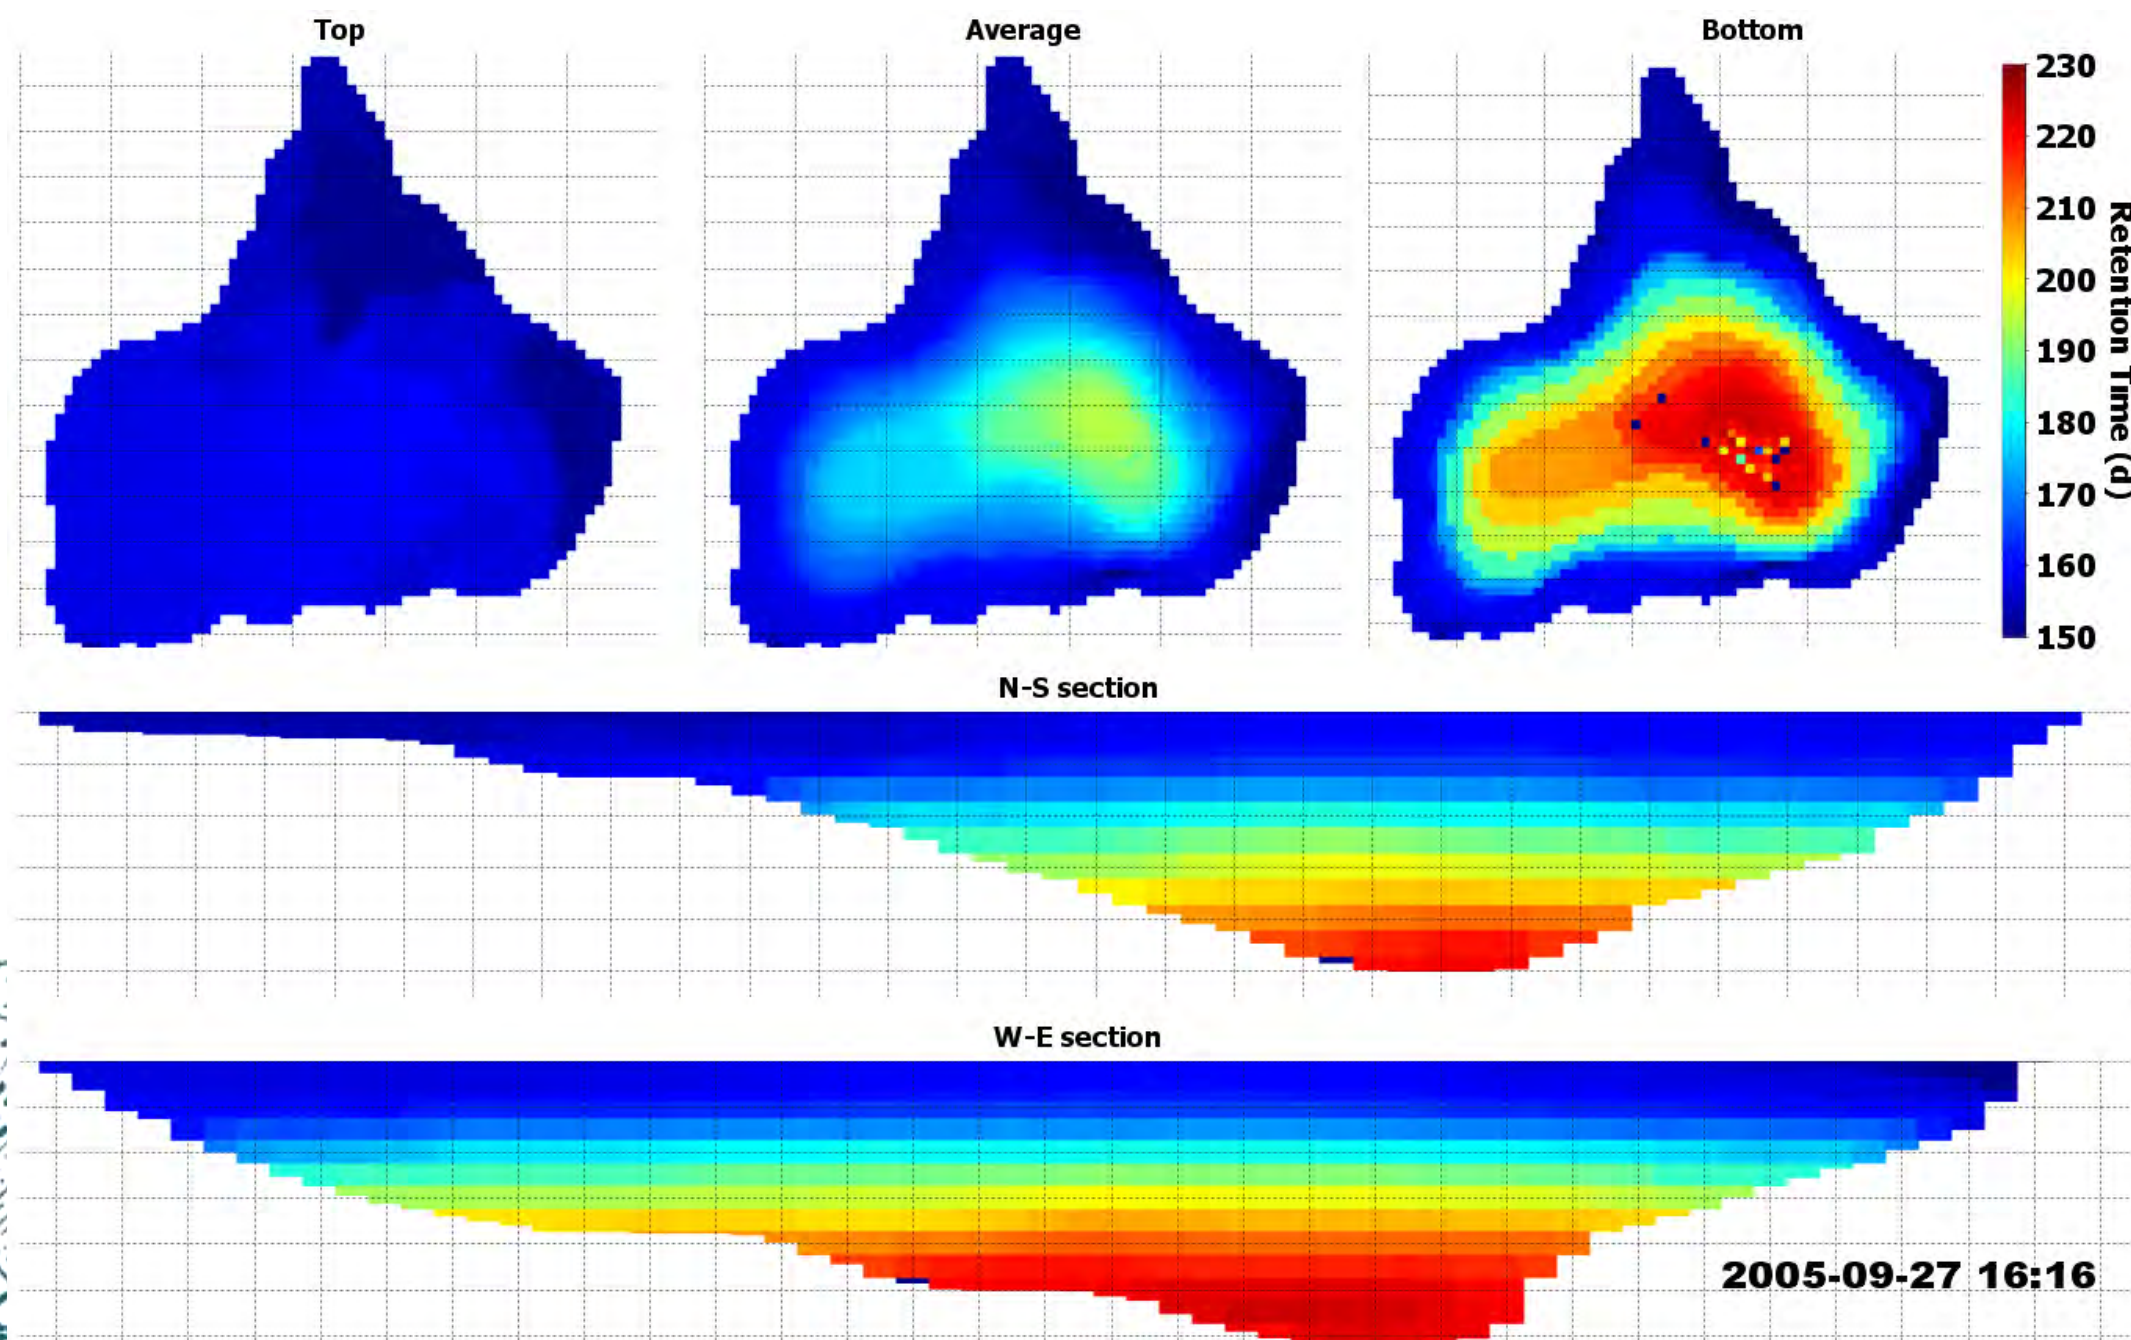 Top
Average
Bottom
230
220
210
200
190
180
170
160
150
Retention Time (d)
N-S section
W-E section
2005-09-27 16:16